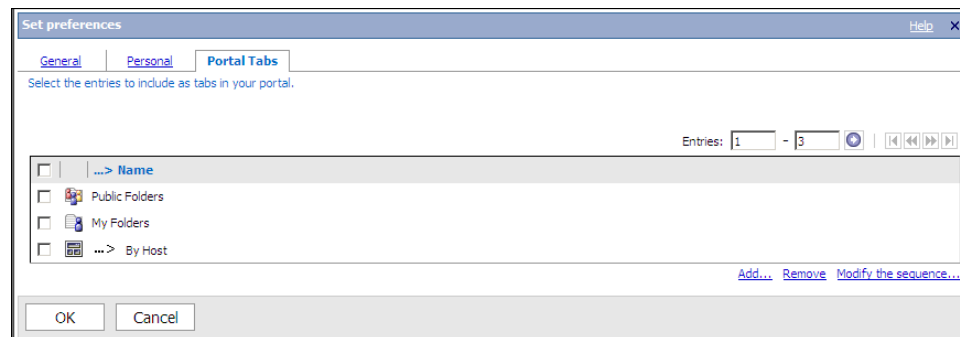 Set preferences Help X
General Personal Portal Tabs
Select the entries to include as tabs in your portal.
Entries: 1 - 3
...> Name
Public Folders
My Folders
...> By Host
Add... Remove Modify the sequence...
OK Cancel